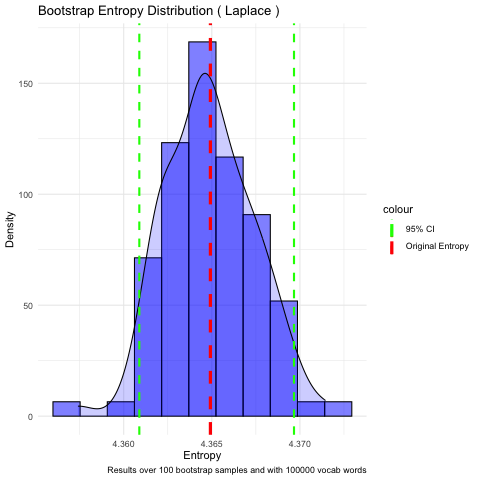 Bootstrap Entropy Distribution ( Laplace )
150
100
50
0
Density
4.360
4.365
4.370
Entropy
colour
95% CI
Original Entropy
Results over 100 bootstrap samples and with 100000 vocab words